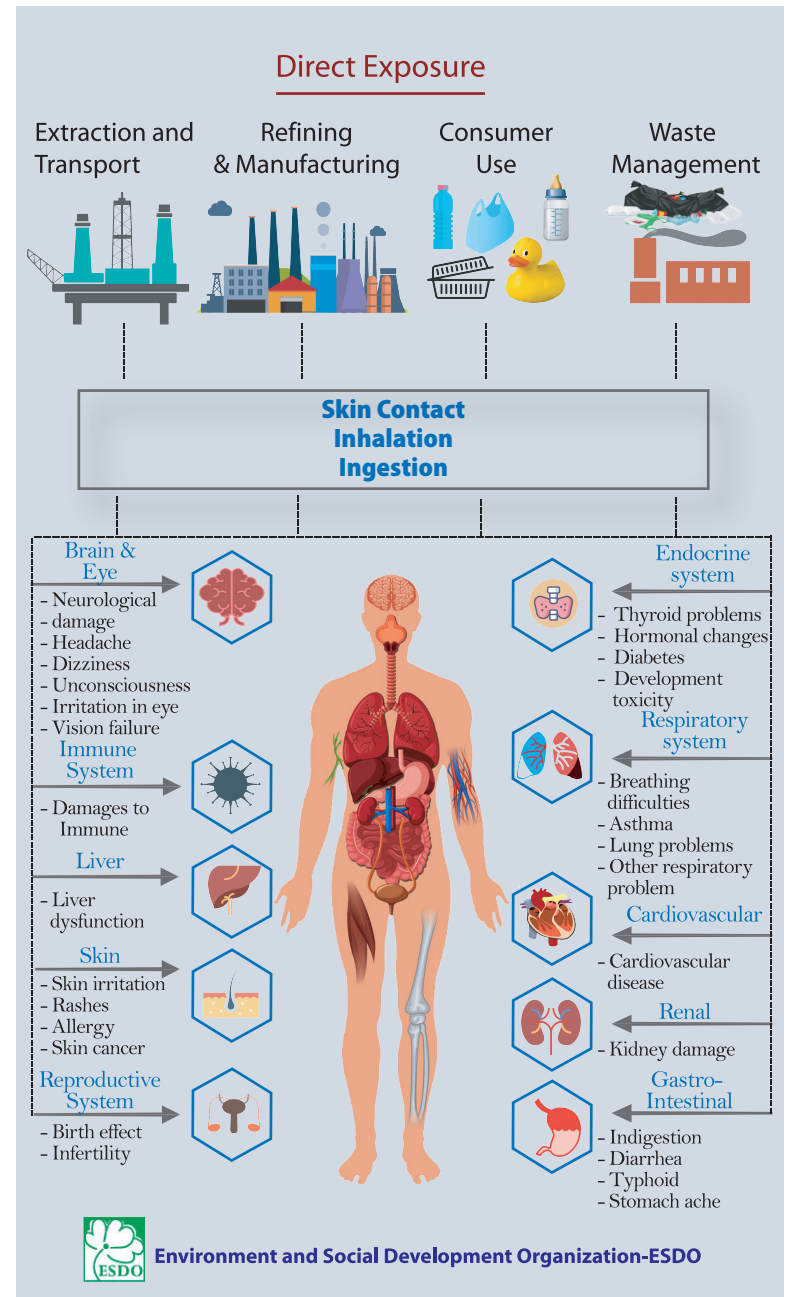 Direct Exposure
Extraction and
Transport
Refining
& Manufacturing
Consumer
Use
Waste
Management
Skin Contact
Inhalation
Ingestion
Brain &
Eye
- Neurological
- damage
- Headache
- Dizziness
- Unconsciousness
- Irritation in eye
- Vision failure
Immune
System
- Damages to
Immune
Liver
- Liver
dysfunction
Skin
- Skin irritation
- Rashes
- Allergy
- Skin cancer
Reproductive
System
- Birth effect
- Infertility
Endocrine
system
- Thyroid problems
- Hormonal changes
- Diabetes
- Development
toxicity
Respiratory
system
- Breathing
difficulties
- Asthma
- Lung problems
- Other respiratory
problem
Cardiovascular
- Cardiovascular
disease
Renal
- Kidney damage
Gastro-
Intestinal
- Indigestion
- Diarrhea
- Typhoid
- Stomach ache
ESDO
Environment and Social Development Organization-ESDO